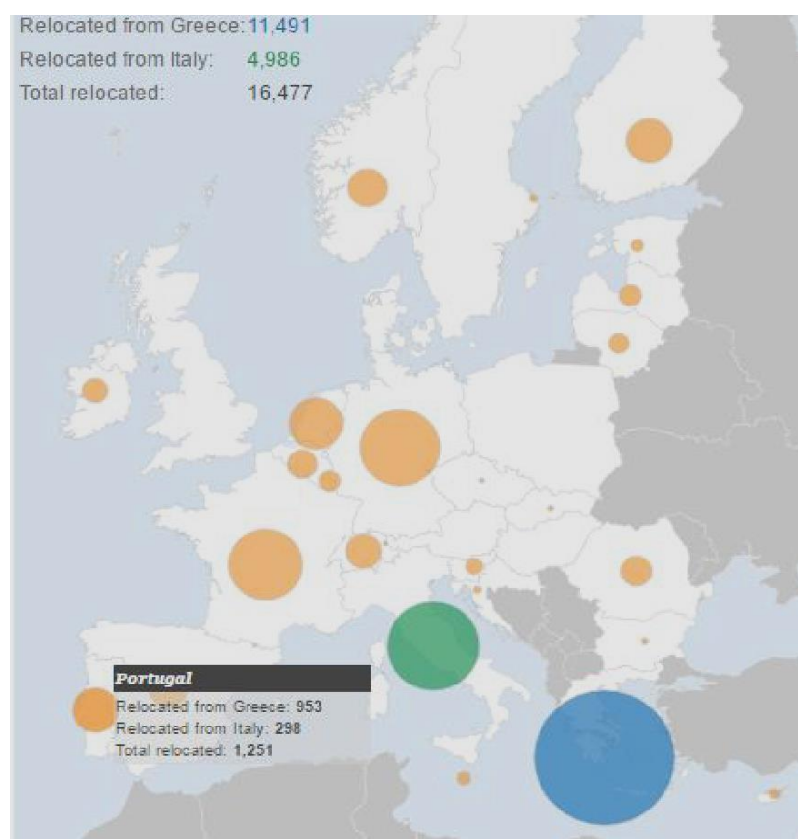 Relocated from Greece: 11,491
Relocated from Italy: 4,986
Total relocated: 16,477
Portugal
Relocated from Greece: 953
Relocated from Italy: 298
Total relocated: 1,251